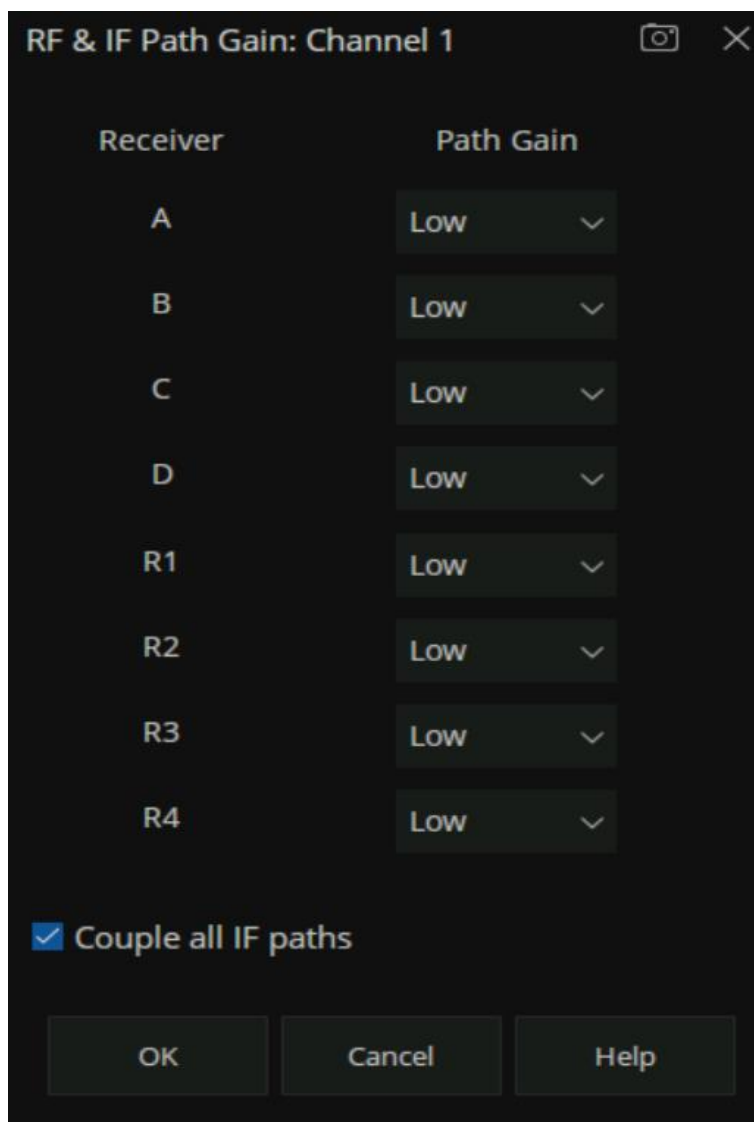 RF & IF Path Gain: Channel 1
Receiver Path Gain
A Low
B Low
C Low
D Low
R1 Low
R2 Low
R3 Low
R4 Low
Couple all IF paths
OK Cancel Help